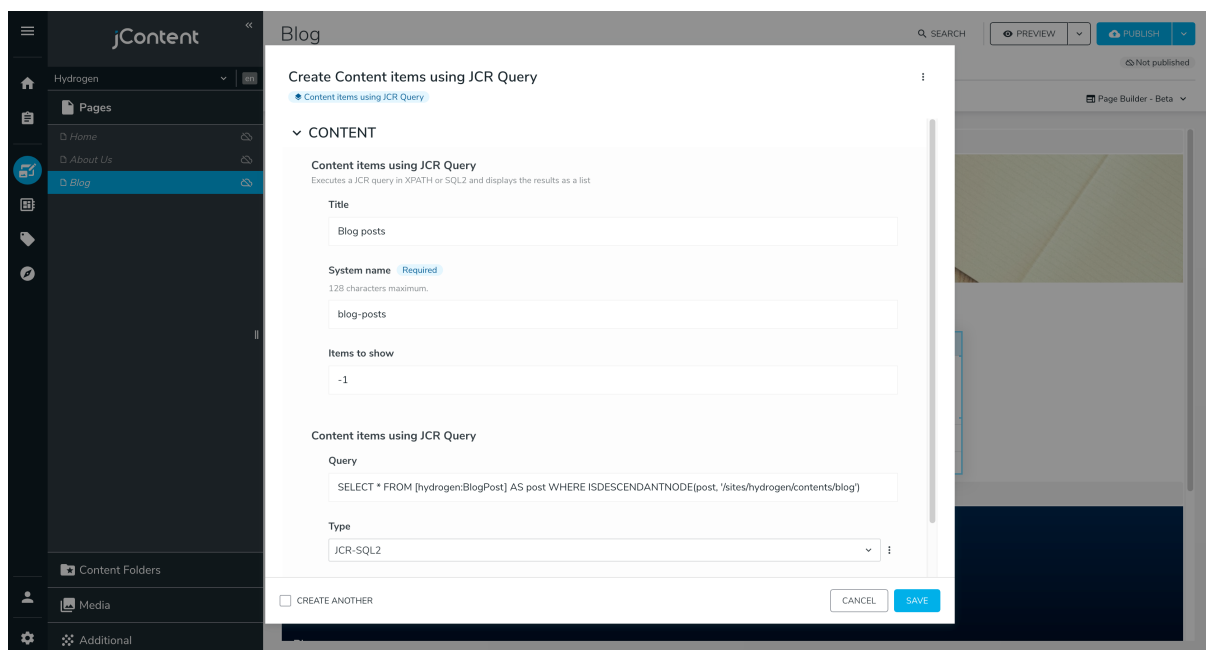 jContent
«
Hydrogen
en
Pages
Home
About Us
Blog
Content Folders
Media
Additional
Blog
SEARCH
PREVIEW
PUBLISH
Not published
Page Builder - Beta
Create Content items using JCR Query
Content items using JCR Query
CONTENT
Content items using JCR Query
Executes a JCR query in XPATH or SQL2 and displays the results as a list
Title
Blog posts
System name Required
128 characters maximum.
blog-posts
Items to show
-1
Content items using JCR Query
Query
SELECT * FROM [hydrogen:BlogPost] AS post WHERE ISDESCENDANTNODE(post, '/sites/hydrogen/contents/blog')
Type
JCR-SQL2
CREATE ANOTHER
CANCEL
SAVE